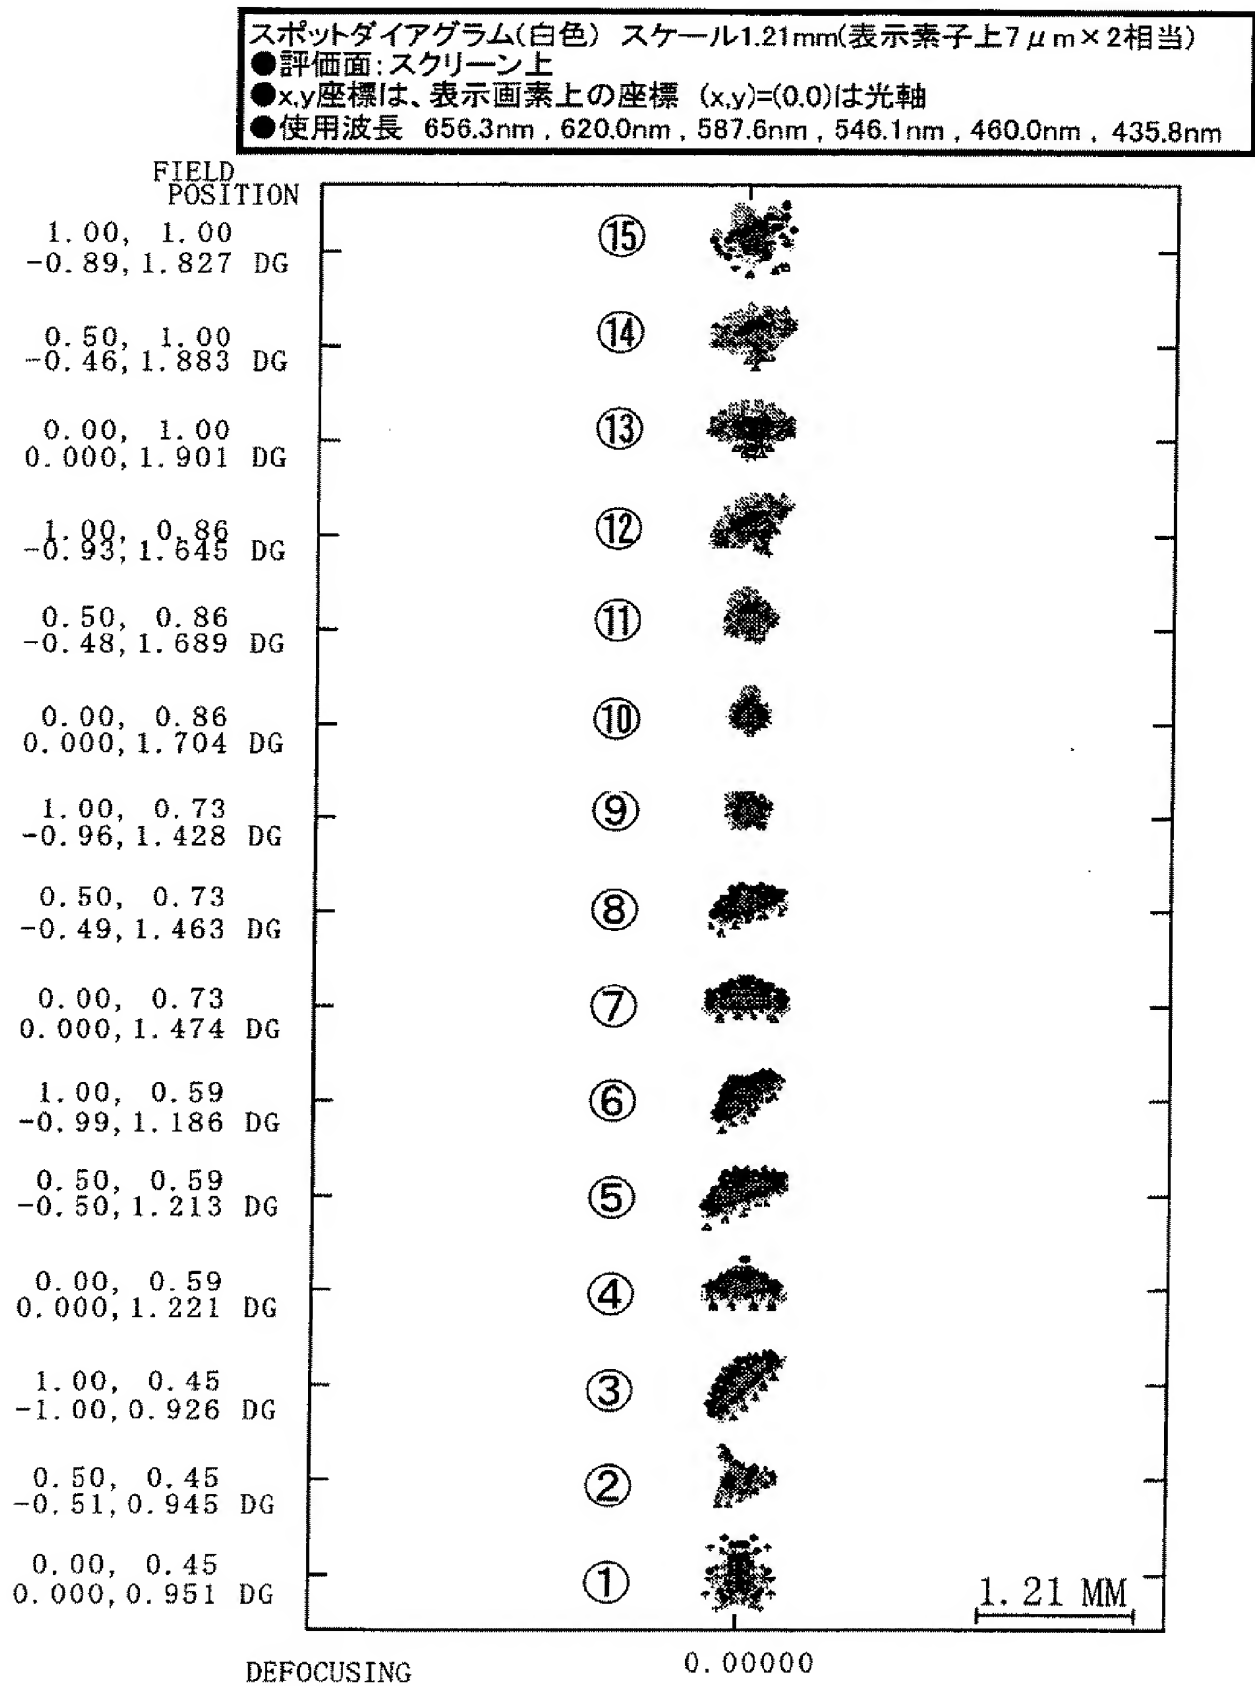 スポットダイアグラム(白色) スケール1.21mm(表示素子上7μm×2相当)
●評価面:スクリーン上
●x,y座標は、表示画素上の座標 (x,y)=(0.0)は光軸
●使用波長 656.3nm , 620.0nm , 587.6nm , 546.1nm , 460.0nm , 435.8nm
FIELD
POSITION
1.00, 1.00
-0.89, 1.827 DG
⑮
0.50, 1.00
-0.46, 1.883 DG
⑭
0.00, 1.00
0.000, 1.901 DG
⑬
1.00, 0.86
-0.93, 1.645 DG
⑫
0.50, 0.86
-0.48, 1.689 DG
⑪
0.00, 0.86
0.000, 1.704 DG
⑩
1.00, 0.73
-0.96, 1.428 DG
⑨
0.50, 0.73
-0.49, 1.463 DG
⑧
0.00, 0.73
0.000, 1.474 DG
⑦
1.00, 0.59
-0.99, 1.186 DG
⑥
0.50, 0.59
-0.50, 1.213 DG
⑤
0.00, 0.59
0.000, 1.221 DG
④
1.00, 0.45
-1.00, 0.926 DG
③
0.50, 0.45
-0.51, 0.945 DG
②
0.00, 0.45
0.000, 0.951 DG
①
1.21 MM
DEFOCUSING
0.00000